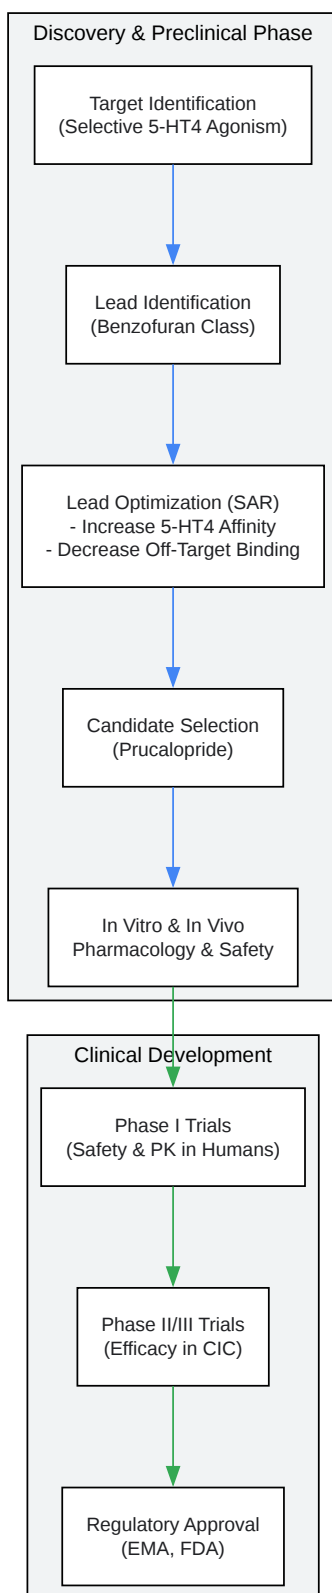 Discovery & Preclinical Phase
Target Identification
(Selective 5-HT4 Agonism)
Lead Identification
(Benzofuran Class)
Lead Optimization (SAR)
- Increase 5-HT4 Affinity
- Decrease Off-Target Binding
Candidate Selection
(Prucalopride)
In Vitro & In Vivo
Pharmacology & Safety
Clinical Development
Phase I Trials
(Safety & PK in Humans)
Phase II/III Trials
(Efficacy in CIC)
Regulatory Approval
(EMA, FDA)